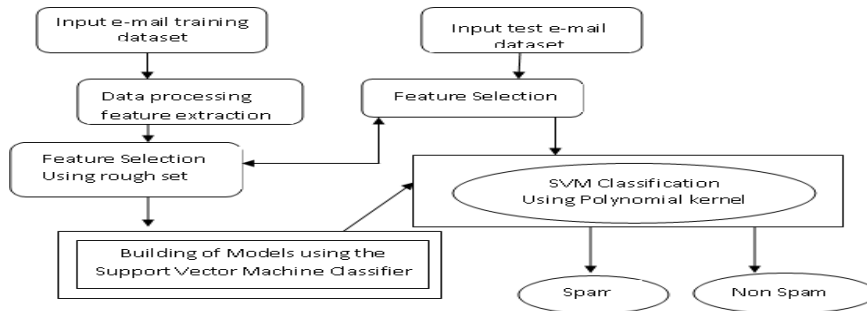 Input e-mail training
dataset
Input test e-mail
dataset
Data processing
feature extraction
Feature Selection
Feature Selection
Using rough set
SVM Classification
Using Polynomial kernel
Building of Models using the
Support Vector Machine Classifier
Spam
Non Spam